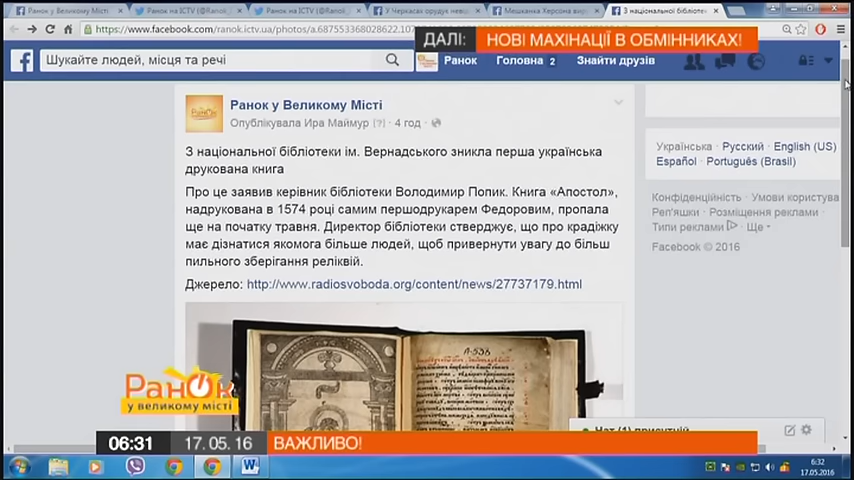 Ранок у Великому Місті
Ранок на ICTV (@Ranok_
Ранок на ICTV (@Ranok_
У Черкасах орудує
Мешканка Херсона
З національної бібліотек
https://www.facebook.com/ranok.ictv.ua/photos/a.687553368028622.107
ДАЛІ: НОВІ МАХІНАЦІЇ В ОБМІННИКАХ!
Шукайте людей, місця та речі
Ранок Головна 2 Знайти друзів
Ранок у Великому Місті
Опублікувала Ира Маймур (?) · 4 год ·
З національної бібліотеки ім. Вернадського зникла перша українська
друкована книга
Про це заявив керівник бібліотеки Володимир Попик. Книга «Апостол»,
надрукована в 1574 році самим першодрукарем Федоровим, пропала
ще на початку травня. Директор бібліотеки стверджує, що про крадіжку
має дізнатися якомога більше людей, щоб привернути увагу до більш
пильного зберігання реліквій.
Джерело: http://www.radiosvoboda.org/content/news/27737179.html
Українська · Русский · English (US)
Español · Português (Brasil)
Конфіденційність · Умови користува
Реп'яшки · Розміщення реклами ·
Типи реклами · Ще
Facebook © 2016
Ранок
у великому місті
Чат (1)
06:31 17.05.16 ВАЖЛИВО!
6:32
17.05.2016